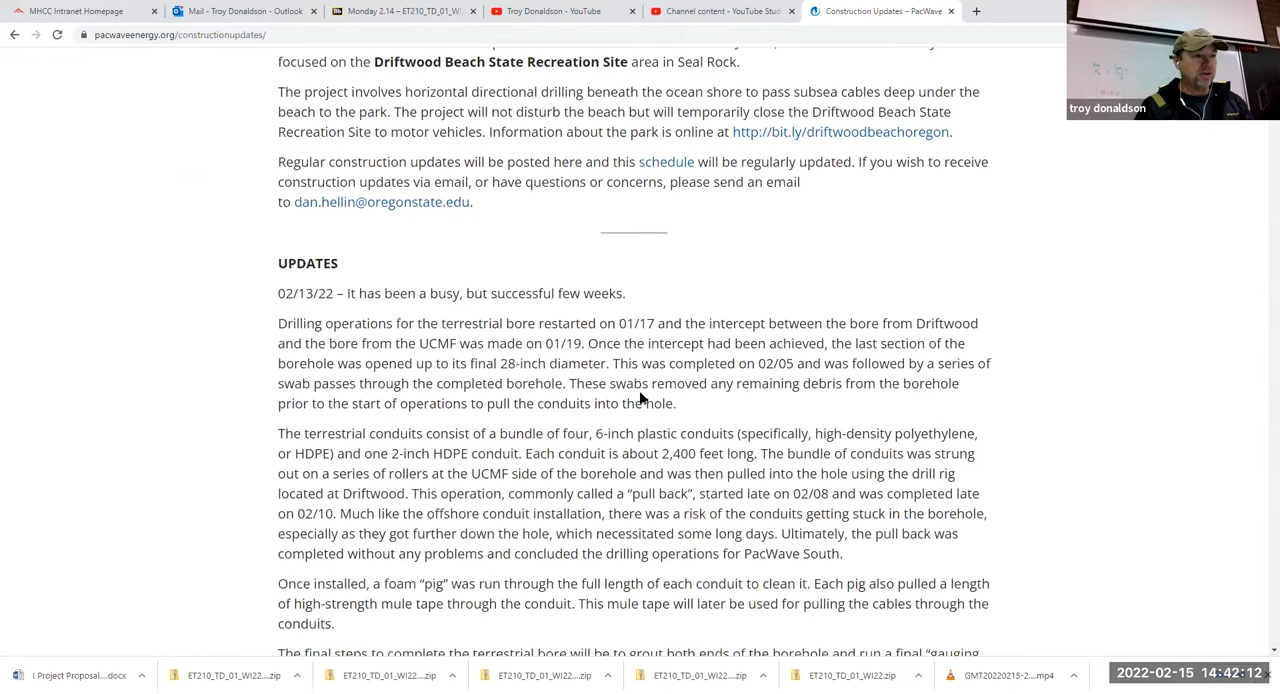 MHCC Intranet Homepage
Mail - Troy Donaldson - Outlook
Monday 2.14 – ET210_TD_01_WI
Troy Donaldson - YouTube
Channel content - YouTube Stud
Construction Updates – PacWave
pacwaveenergy.org/constructionupdates/
troy donaldson
focused on the Driftwood Beach State Recreation Site area in Seal Rock.
The project involves horizontal directional drilling beneath the ocean shore to pass subsea cables deep under the
beach to the park. The project will not disturb the beach but will temporarily close the Driftwood Beach State
Recreation Site to motor vehicles. Information about the park is online at http://bit.ly/driftwoodbeachoregon.
Regular construction updates will be posted here and this schedule will be regularly updated. If you wish to receive
construction updates via email, or have questions or concerns, please send an email
to dan.hellin@oregonstate.edu.
UPDATES
02/13/22 – It has been a busy, but successful few weeks.
Drilling operations for the terrestrial bore restarted on 01/17 and the intercept between the bore from Driftwood
and the bore from the UCMF was made on 01/19. Once the intercept had been achieved, the last section of the
borehole was opened up to its final 28-inch diameter. This was completed on 02/05 and was followed by a series of
swab passes through the completed borehole. These swabs removed any remaining debris from the borehole
prior to the start of operations to pull the conduits into the hole.
The terrestrial conduits consist of a bundle of four, 6-inch plastic conduits (specifically, high-density polyethylene,
or HDPE) and one 2-inch HDPE conduit. Each conduit is about 2,400 feet long. The bundle of conduits was strung
out on a series of rollers at the UCMF side of the borehole and was then pulled into the hole using the drill rig
located at Driftwood. This operation, commonly called a “pull back”, started late on 02/08 and was completed late
on 02/10. Much like the offshore conduit installation, there was a risk of the conduits getting stuck in the borehole,
especially as they got further down the hole, which necessitated some long days. Ultimately, the pull back was
completed without any problems and concluded the drilling operations for PacWave South.
Once installed, a foam “pig” was run through the full length of each conduit to clean it. Each pig also pulled a length
of high-strength mule tape through the conduit. This mule tape will later be used for pulling the cables through the
conduits.
The final steps to complete the terrestrial bore will be to grout both ends of the borehole and run a final “gauging
I Project Proposal....docx
ET210_TD_01_WI22....zip
ET210_TD_01_WI22....zip
ET210_TD_01_WI22....zip
ET210_TD_01_WI22....zip
ET210_TD_01_WI22.zip
GMT20220215-2....mp4
2022-02-15 14:42:12